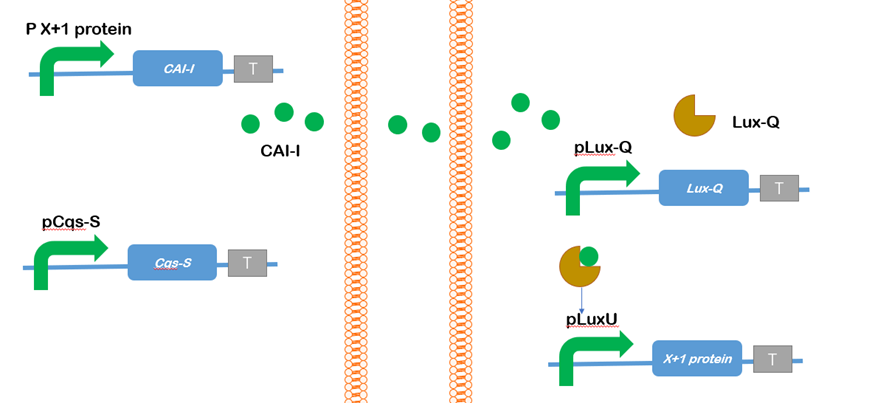 P X+1 protein
CAI-I
T
CAI-I
Lux-Q
pLux-Q
Lux-Q
T
pCqs-S
Cqs-S
T
pLuxU
X+1 protein
T